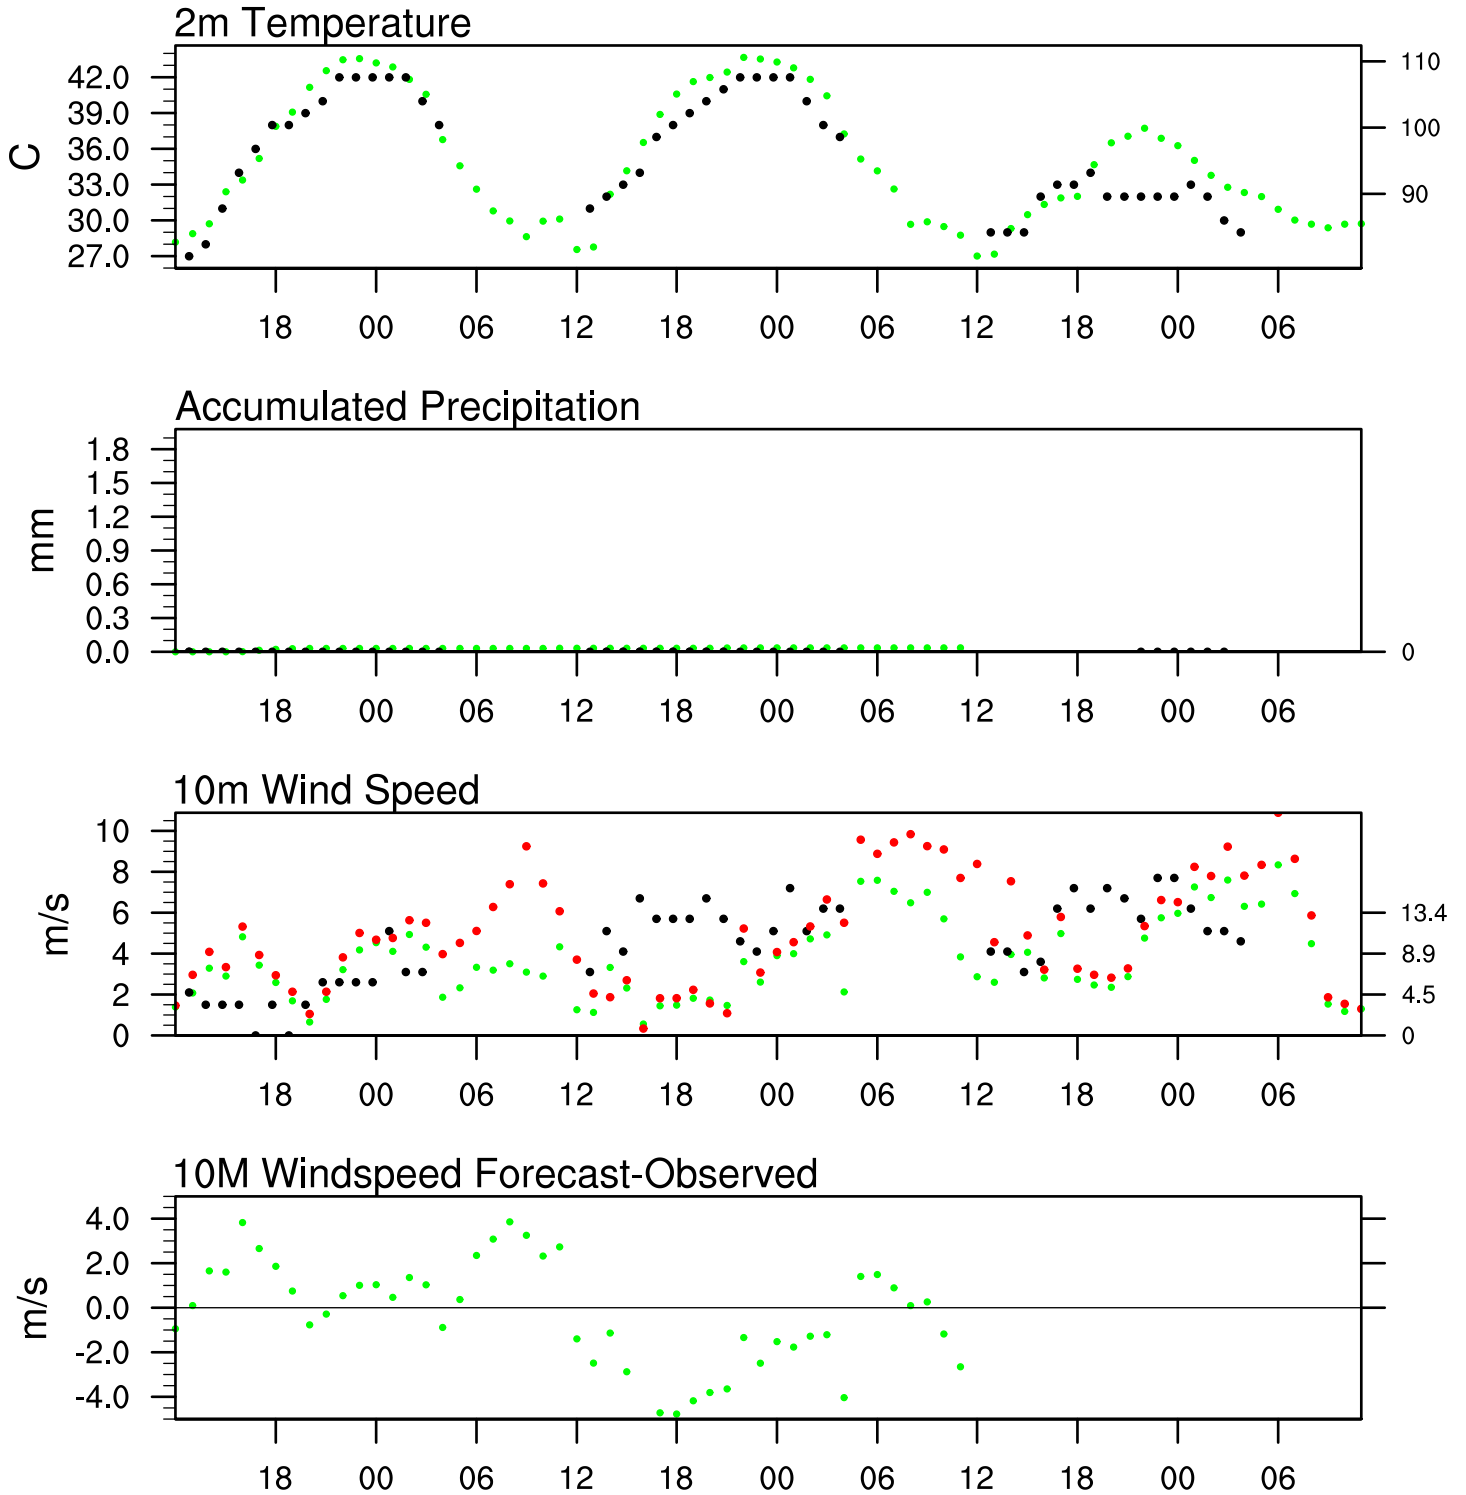 2m Temperature
42.0
39.0
36.0
33.0
30.0
27.0
C
110
100
90
18 00 06 12 18 00 06 12 18 00 06
Accumulated Precipitation
1.8
1.5
1.2
0.9
0.6
0.3
0.0
mm
0
18 00 06 12 18 00 06 12 18 00 06
10m Wind Speed
10
8
6
4
2
0
m/s
13.4
8.9
4.5
0
18 00 06 12 18 00 06 12 18 00 06
10M Windspeed Forecast-Observed
4.0
2.0
0.0
-2.0
-4.0
m/s
18 00 06 12 18 00 06 12 18 00 06